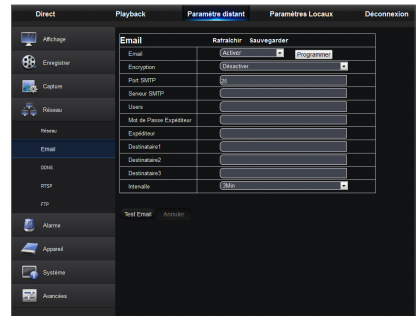 Direct Playback Paramètre distant Paramètres Locaux Déconnexion
Affichage
Enregistrer
Capture
Réseau
Réseau
Email
DDNS
RTSP
FTP
Alarme
Appareil
Système
Avancées
Email Rafraîchir Sauvegarder
Email Activer Programmer
Encryption Désactiver
Port SMTP 25
Serveur SMTP
Users
Mot de Passe Expéditeur
Expéditeur
Destinataire1
Destinataire2
Destinataire3
Intervalle 3Min
Test Email Annuler